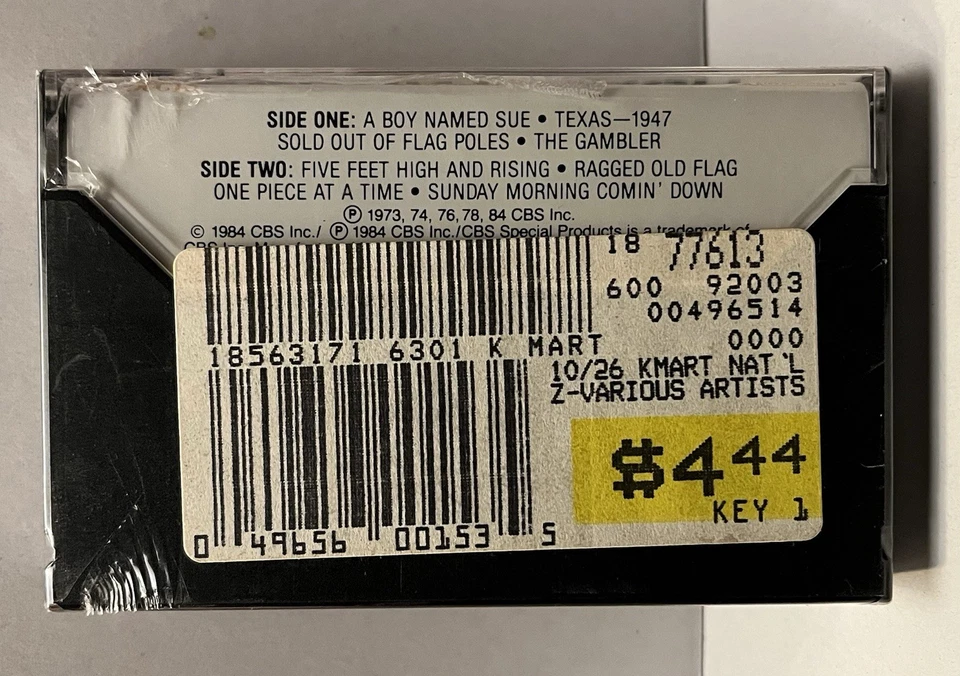 SIDE ONE: A BOY NAMED SUE • TEXAS—1947
SOLD OUT OF FLAG POLES • THE GAMBLER
SIDE TWO: FIVE FEET HIGH AND RISING • RAGGED OLD FLAG
ONE PIECE AT A TIME • SUNDAY MORNING COMIN' DOWN
Ⓟ 1973, 74, 76, 78, 84 CBS Inc.
© 1984 CBS Inc./ Ⓟ 1984 CBS Inc./CBS Special Products is a trademark of
CBS Inc.
18 77613
600 92003
00496514
18563171 6301 K MART 0000
10/26 KMART NAT'L
Z-VARIOUS ARTISTS
$4.44
KEY 1
0 49656 00153 5